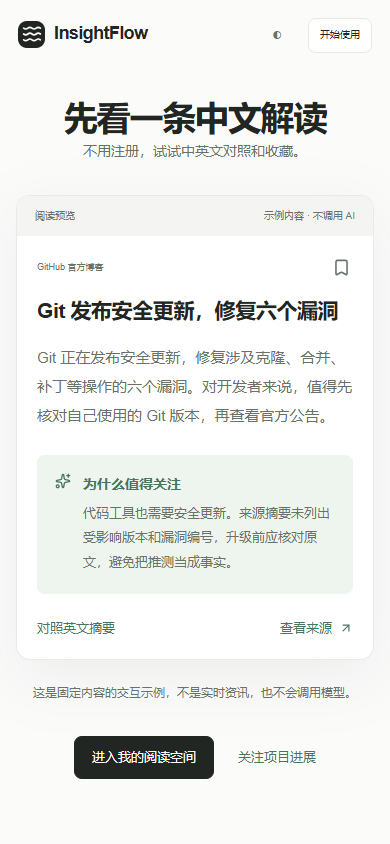 InsightFlow
开始使用
先看一条中文解读
不用注册，试试中英文对照和收藏。
阅读预览
示例内容 · 不调用 AI
GitHub 官方博客
Git 发布安全更新，修复六个漏洞
Git 正在发布安全更新，修复涉及克隆、合并、
补丁等操作的六个漏洞。对开发者来说，值得先
核对自己使用的 Git 版本，再查看官方公告。
为什么值得关注
代码工具也需要安全更新。来源摘要未列出
受影响版本和漏洞编号，升级前应核对原
文，避免把推测当成事实。
对照英文摘要
查看来源
这是固定内容的交互示例，不是实时资讯，也不会调用模型。
进入我的阅读空间
关注项目进展